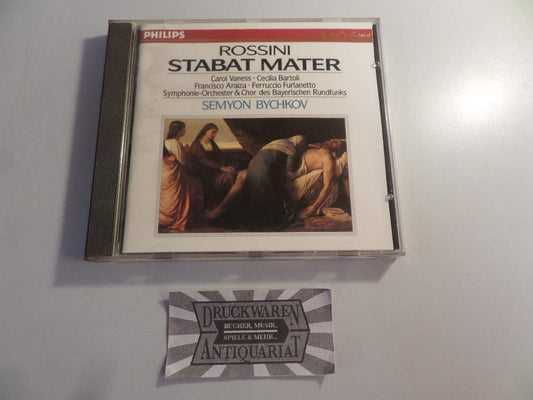 PHILIPS
ROSSINI
STABAT MATER
Carol Vaness · Cecilia Bartoli
Francisco Araiza · Ferruccio Furlanetto
Symphonie-Orchester & Chor des Bayerischen Rundfunks
SEMYON BYCHKOV
DRUCKWAREN
BÜCHER, MUSIK,
SPIELE & MEHR...
ANTIQUARIAT